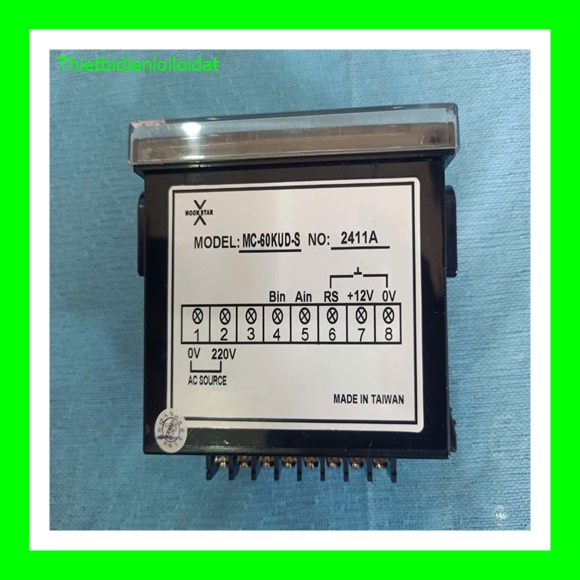 Thietbidienloiloidat
MOON STAR
MODEL: MC-60KUD-S NO: 2411A
Bin Ain RS +12V 0V
1 2 3 4 5 6 7 8
0V 220V
AC SOURCE
MADE IN TAIWAN